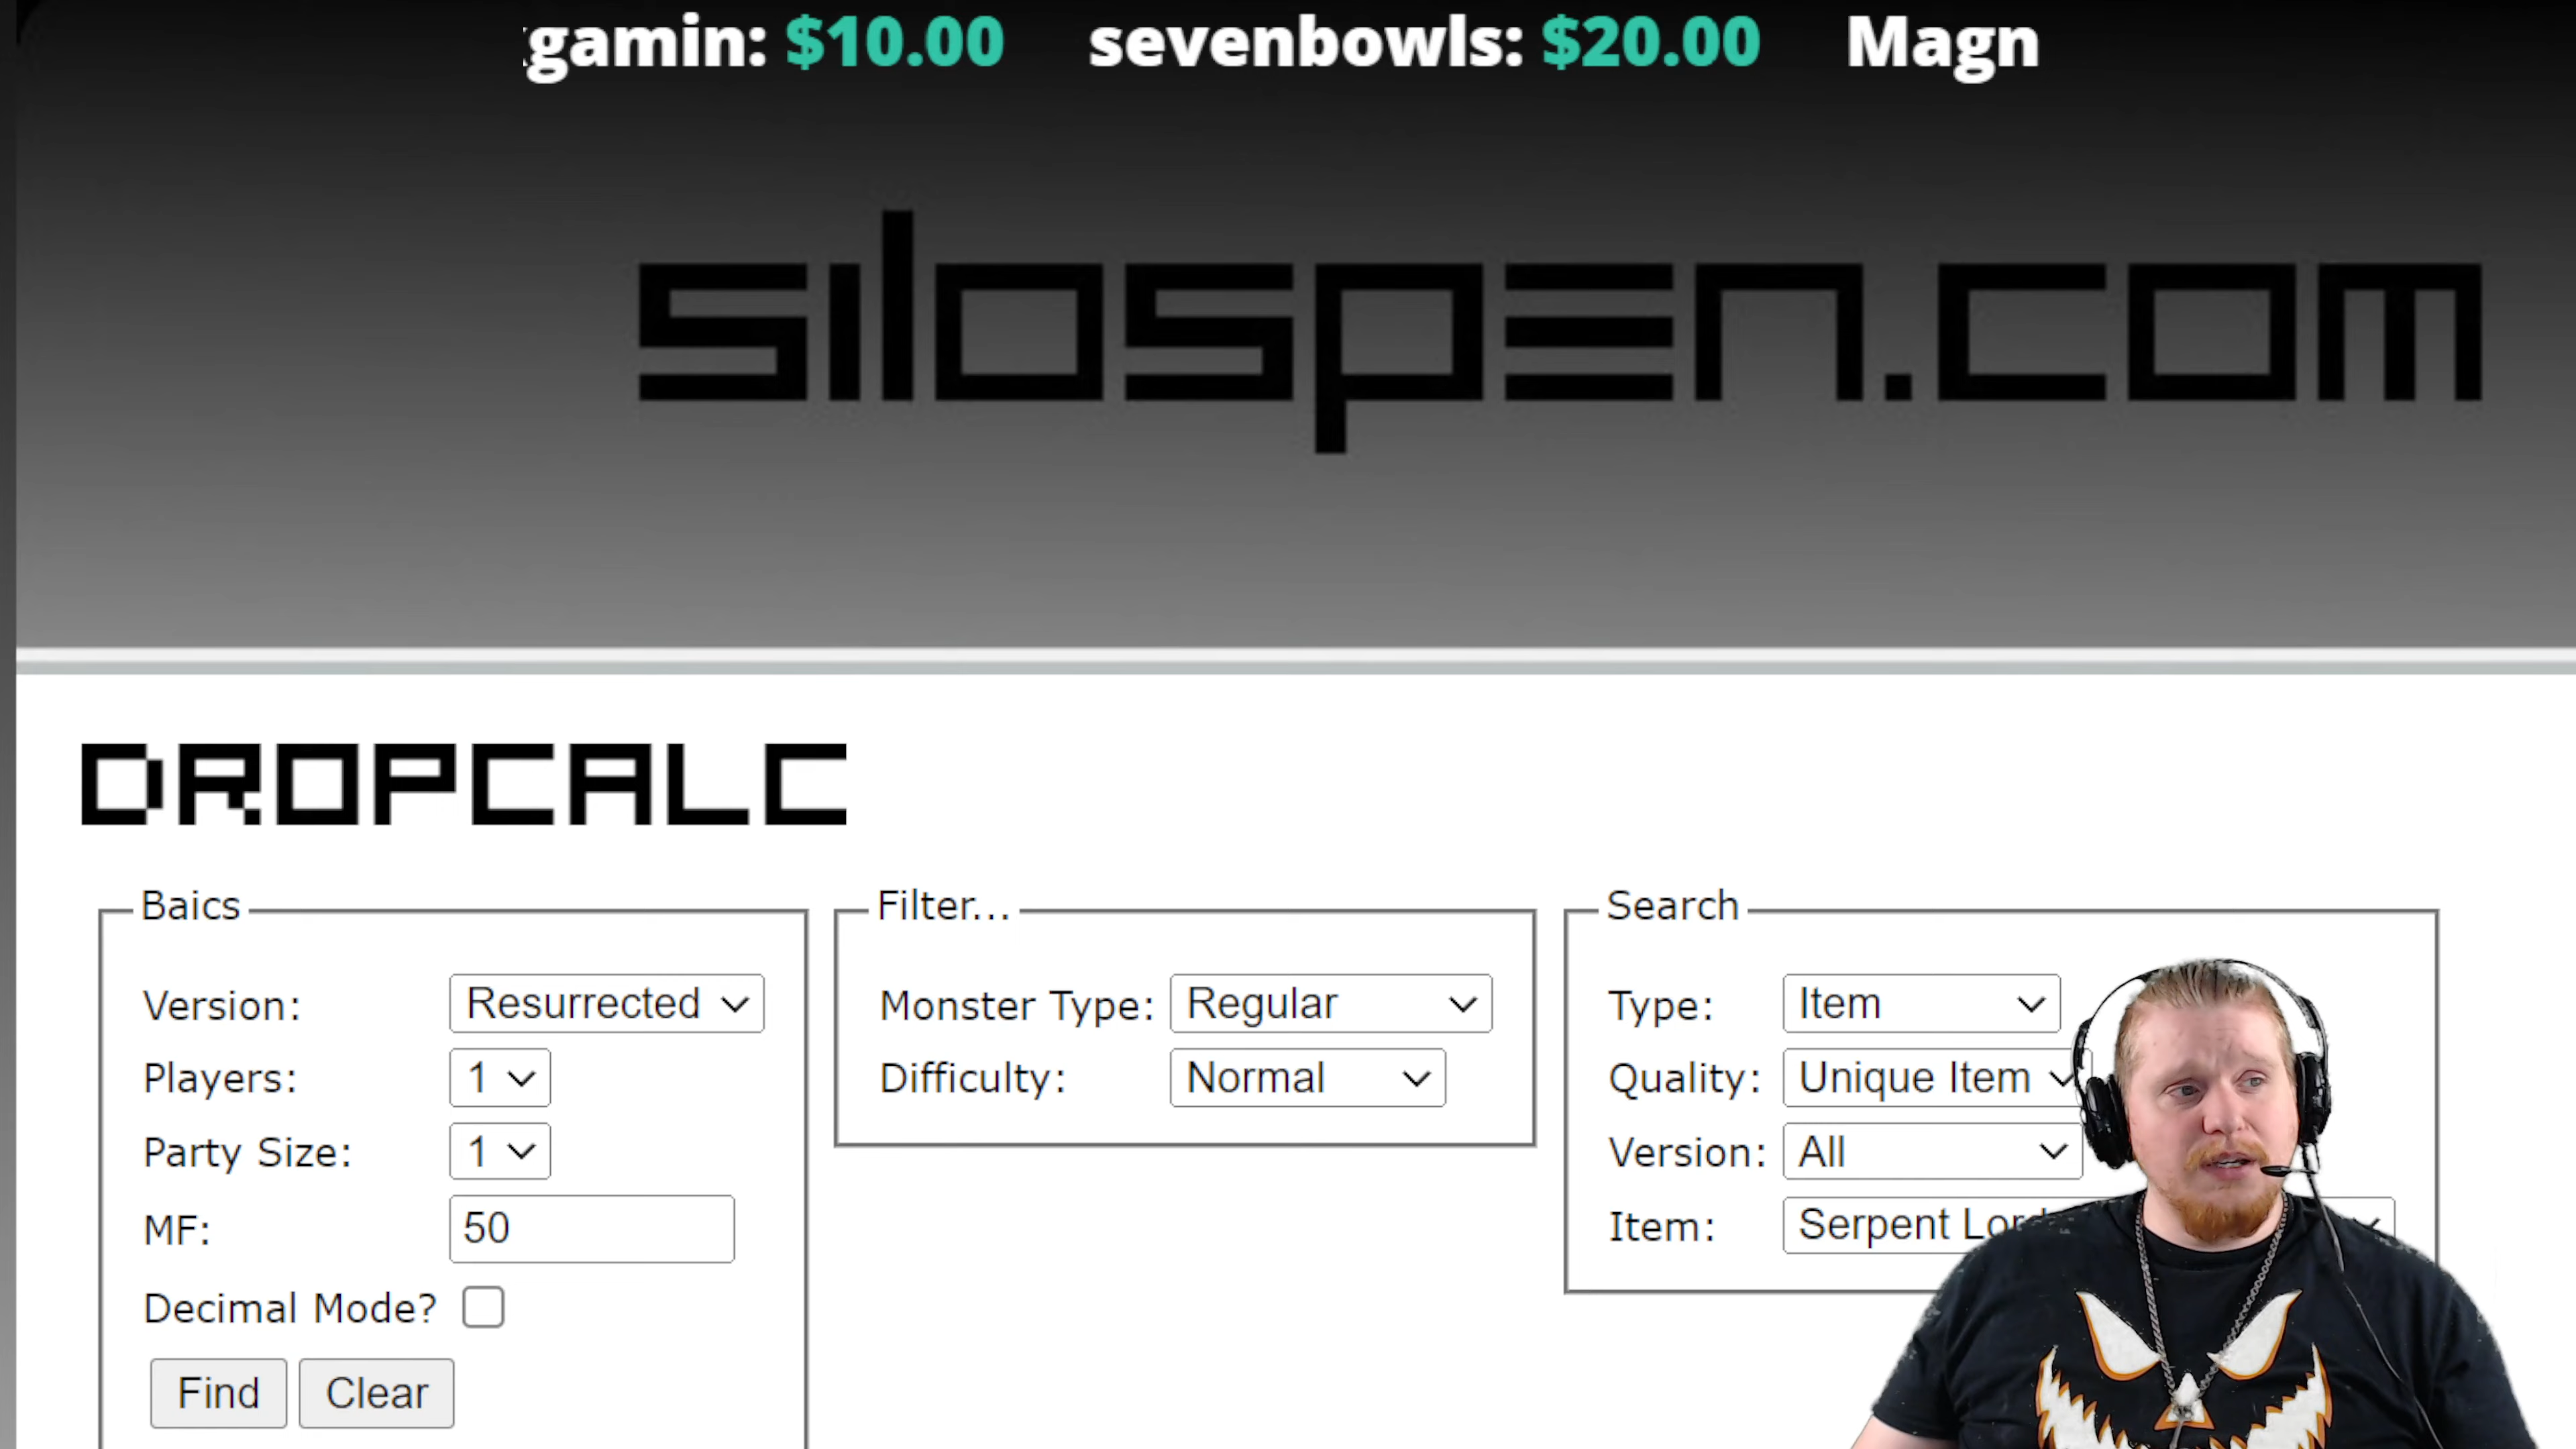 gamin: $10.00 sevenbowls: $20.00 Magn
silospen.com
DROPCALC
Baics
Version: Resurrected
Players: 1
Party Size: 1
MF: 50
Decimal Mode?
Find Clear
Filter...
Monster Type: Regular
Difficulty: Normal
Search
Type: Item
Quality: Unique Item
Version: All
Item: Serpent